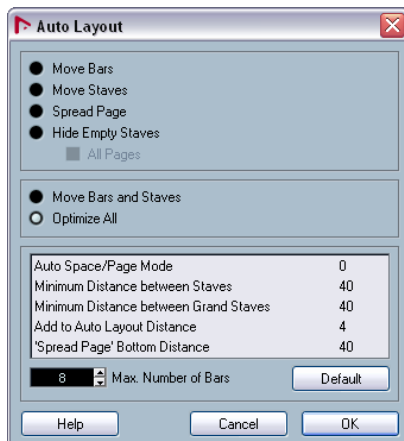 Auto Layout
Move Bars
Move Staves
Spread Page
Hide Empty Staves
All Pages
Move Bars and Staves
Optimize All
Auto Space/Page Mode 0
Minimum Distance between Staves 40
Minimum Distance between Grand Staves 40
Add to Auto Layout Distance 4
'Spread Page' Bottom Distance 40
8 Max. Number of Bars Default
Help Cancel OK